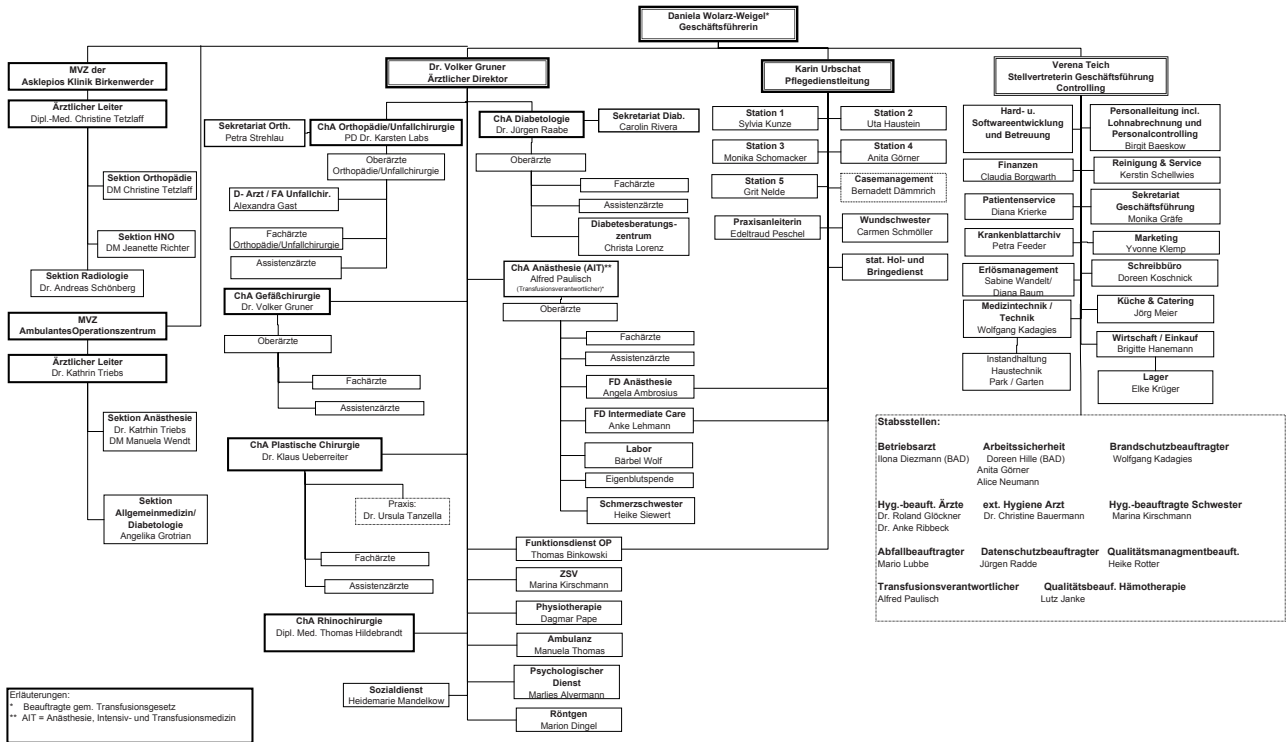 Daniela Wolarz-Weigel*
Geschäftsführerin
MVZ der
Asklepios Klinik Birkenwerder
Ärztlicher Leiter
Dipl.-Med. Christine Tetzlaff
Sektion Orthopädie
DM Christine Tetzlaff
Sektion HNO
DM Jeanette Richter
Sektion Radiologie
Dr. Andreas Schönberg
MVZ
AmbulantesOperationszentrum
Ärztlicher Leiter
Dr. Kathrin Triebs
Sektion Anästhesie
Dr. Katrhin Triebs
DM Manuela Wendt
Sektion
Allgemeinmedizin/
Diabetologie
Angelika Grotrian
Dr. Volker Gruner
Ärztlicher Direktor
Sekretariat Orth.
Petra Strehlau
ChA Orthopädie/Unfallchirurgie
PD Dr. Karsten Labs
Oberärzte
Orthopädie/Unfallchirurgie
D- Arzt / FA Unfallchir.
Alexandra Gast
Fachärzte
Orthopädie/Unfallchirurgie
Assistenzärzte
ChA Diabetologie
Dr. Jürgen Raabe
Sekretariat Diab.
Carolin Rivera
Oberärzte
Fachärzte
Assistenzärzte
Diabetesberatungs-
zentrum
Christa Lorenz
ChA Anästhesie (AIT)**
Alfred Paulisch
(Transfusionsverantwortlicher)*
Oberärzte
Fachärzte
Assistenzärzte
FD Anästhesie
Angela Ambrosius
FD Intermediate Care
Anke Lehmann
Labor
Bärbel Wolf
Eigenblutspende
Schmerzschwester
Heike Siewert
ChA Gefäßchirurgie
Dr. Volker Gruner
Oberärzte
Fachärzte
Assistenzärzte
ChA Plastische Chirurgie
Dr. Klaus Ueberreiter
Praxis:
Dr. Ursula Tanzella
Fachärzte
Assistenzärzte
ChA Rhinochirurgie
Dipl. Med. Thomas Hildebrandt
Sozialdienst
Heidemarie Mandelkow
Funktionsdienst OP
Thomas Binkowski
ZSV
Marina Kirschmann
Physiotherapie
Dagmar Pape
Ambulanz
Manuela Thomas
Psychologischer
Dienst
Marlies Alvermann
Röntgen
Marion Dingel
Karin Urbschat
Pflegedienstleitung
Station 1
Sylvia Kunze
Station 2
Uta Haustein
Station 3
Monika Schomacker
Station 4
Anita Görner
Station 5
Grit Nelde
Casemanagement
Bernadett Dämmrich
Praxisanleiterin
Edeltraud Peschel
Wundschwester
Carmen Schmöller
stat. Hol- und
Bringedienst
Verena Teich
Stellvertreterin Geschäftsführung
Controlling
Hard- u.
Softwareentwicklung
und Betreuung
Personalleitung incl.
Lohnabrechnung und
Personalcontrolling
Birgit Baeskow
Finanzen
Claudia Borgwarth
Reinigung & Service
Kerstin Schellwies
Patientenservice
Diana Krierke
Sekretariat
Geschäftsführung
Monika Gräfe
Krankenblattarchiv
Petra Feeder
Marketing
Yvonne Klemp
Erlösmanagement
Sabine Wandelt/
Diana Baum
Schreibbüro
Doreen Koschnick
Medizintechnik /
Technik
Wolfgang Kadagies
Küche & Catering
Jörg Meier
Instandhaltung
Haustechnik
Park / Garten
Wirtschaft / Einkauf
Brigitte Hanemann
Lager
Elke Krüger
Stabsstellen:
Betriebsarzt Arbeitssicherheit Brandschutzbeauftragter
Ilona Diezmann (BAD) Doreen Hille (BAD) Wolfgang Kadagies
Anita Görner
Alice Neumann
Hyg.-beauft. Ärzte ext. Hygiene Arzt Hyg.-beauftragte Schwester
Dr. Roland Glöckner Dr. Christine Bauermann Marina Kirschmann
Dr. Anke Ribbeck
Abfallbeauftragter Datenschutzbeauftragter Qualitätsmanagmentbeauft.
Mario Lubbe Jürgen Radde Heike Rotter
Transfusionsverantwortlicher Qualitätsbeauf. Hämotherapie
Alfred Paulisch Lutz Janke
Erläuterungen:
* Beauftragte gem. Transfusionsgesetz
** AIT = Anästhesie, Intensiv- und Transfusionsmedizin